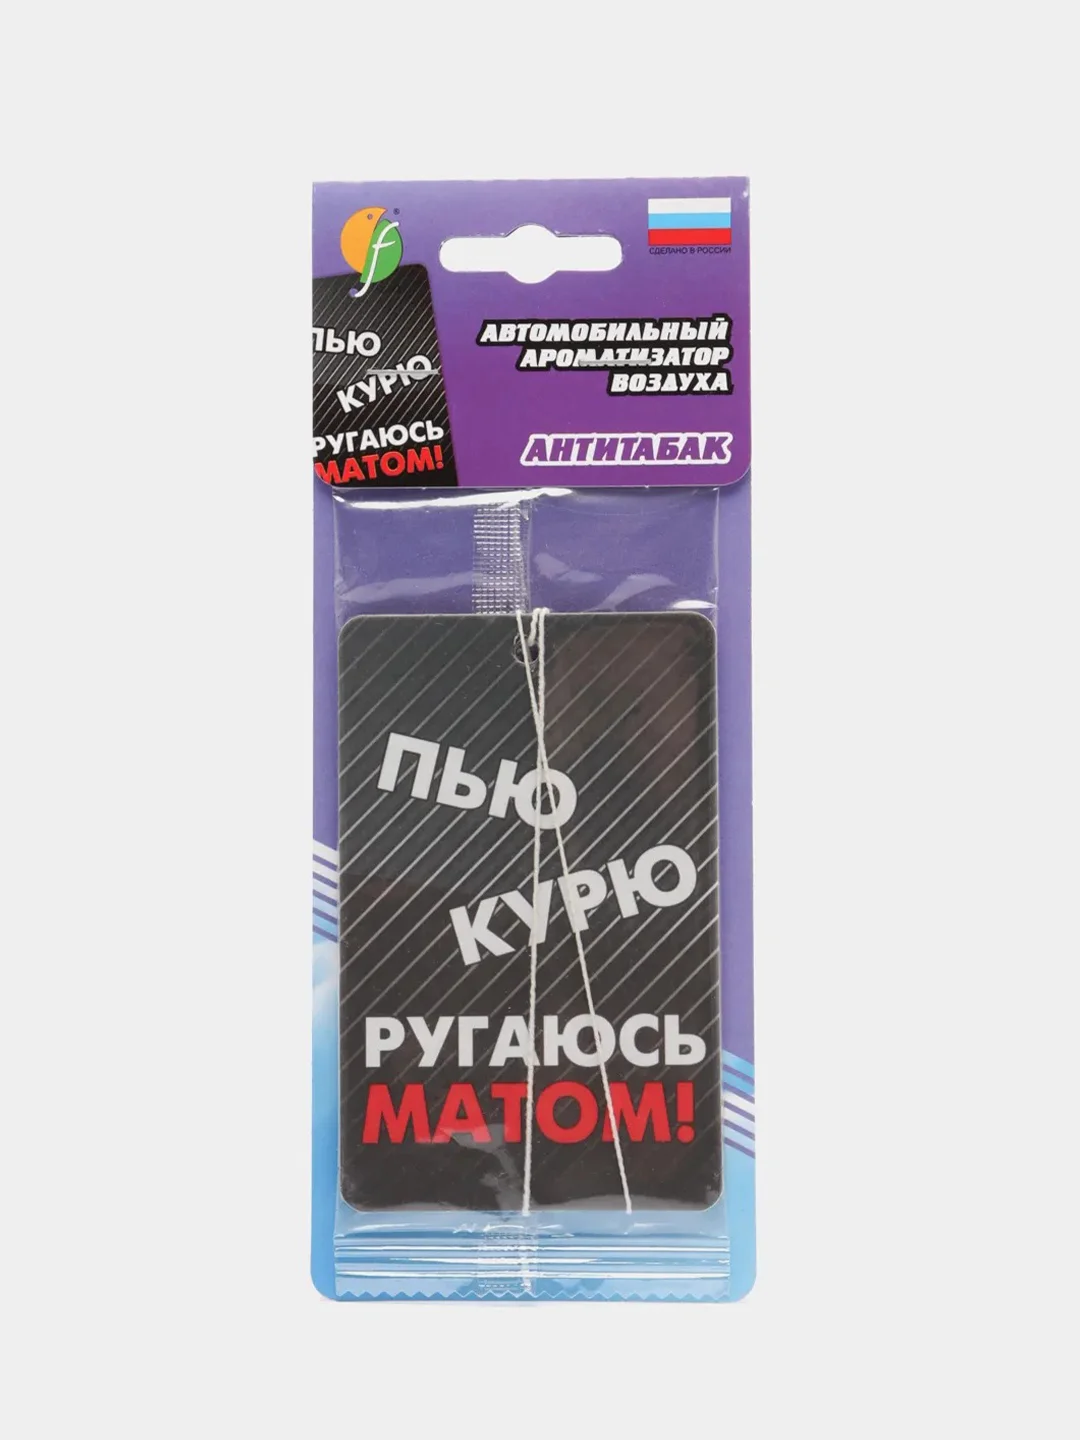 f
®
СДЕЛАНО В РОССИИ
АВТОМОБИЛЬНЫЙ
АРОМАТИЗАТОР
ВОЗДУХА
АНТИТАБАК
ПЬЮ
КУРЮ
РУГАЮСЬ
МАТОМ!
ПЬЮ
КУРЮ
РУГАЮСЬ
МАТОМ!